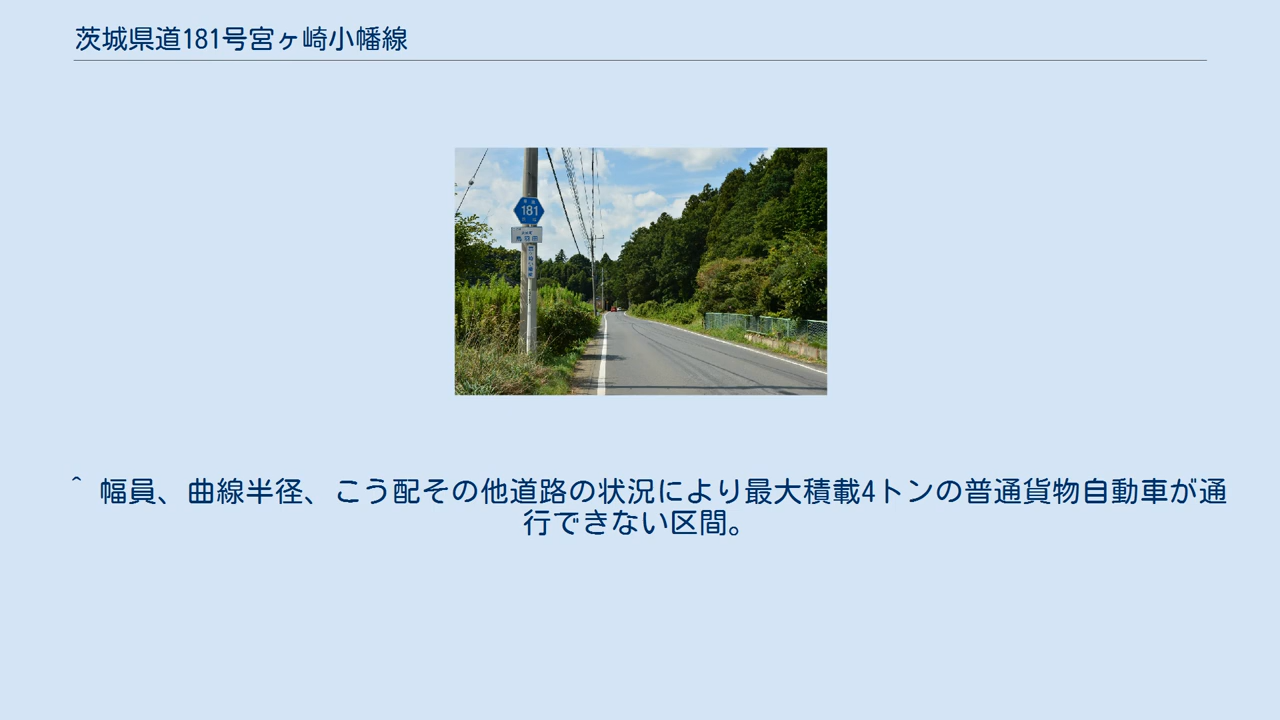 茨城県道181号宮ヶ崎小幡線
181
^ 幅員、曲線半径、こう配その他道路の状況により最大積載4トンの普通貨物自動車が通
行できない区間。